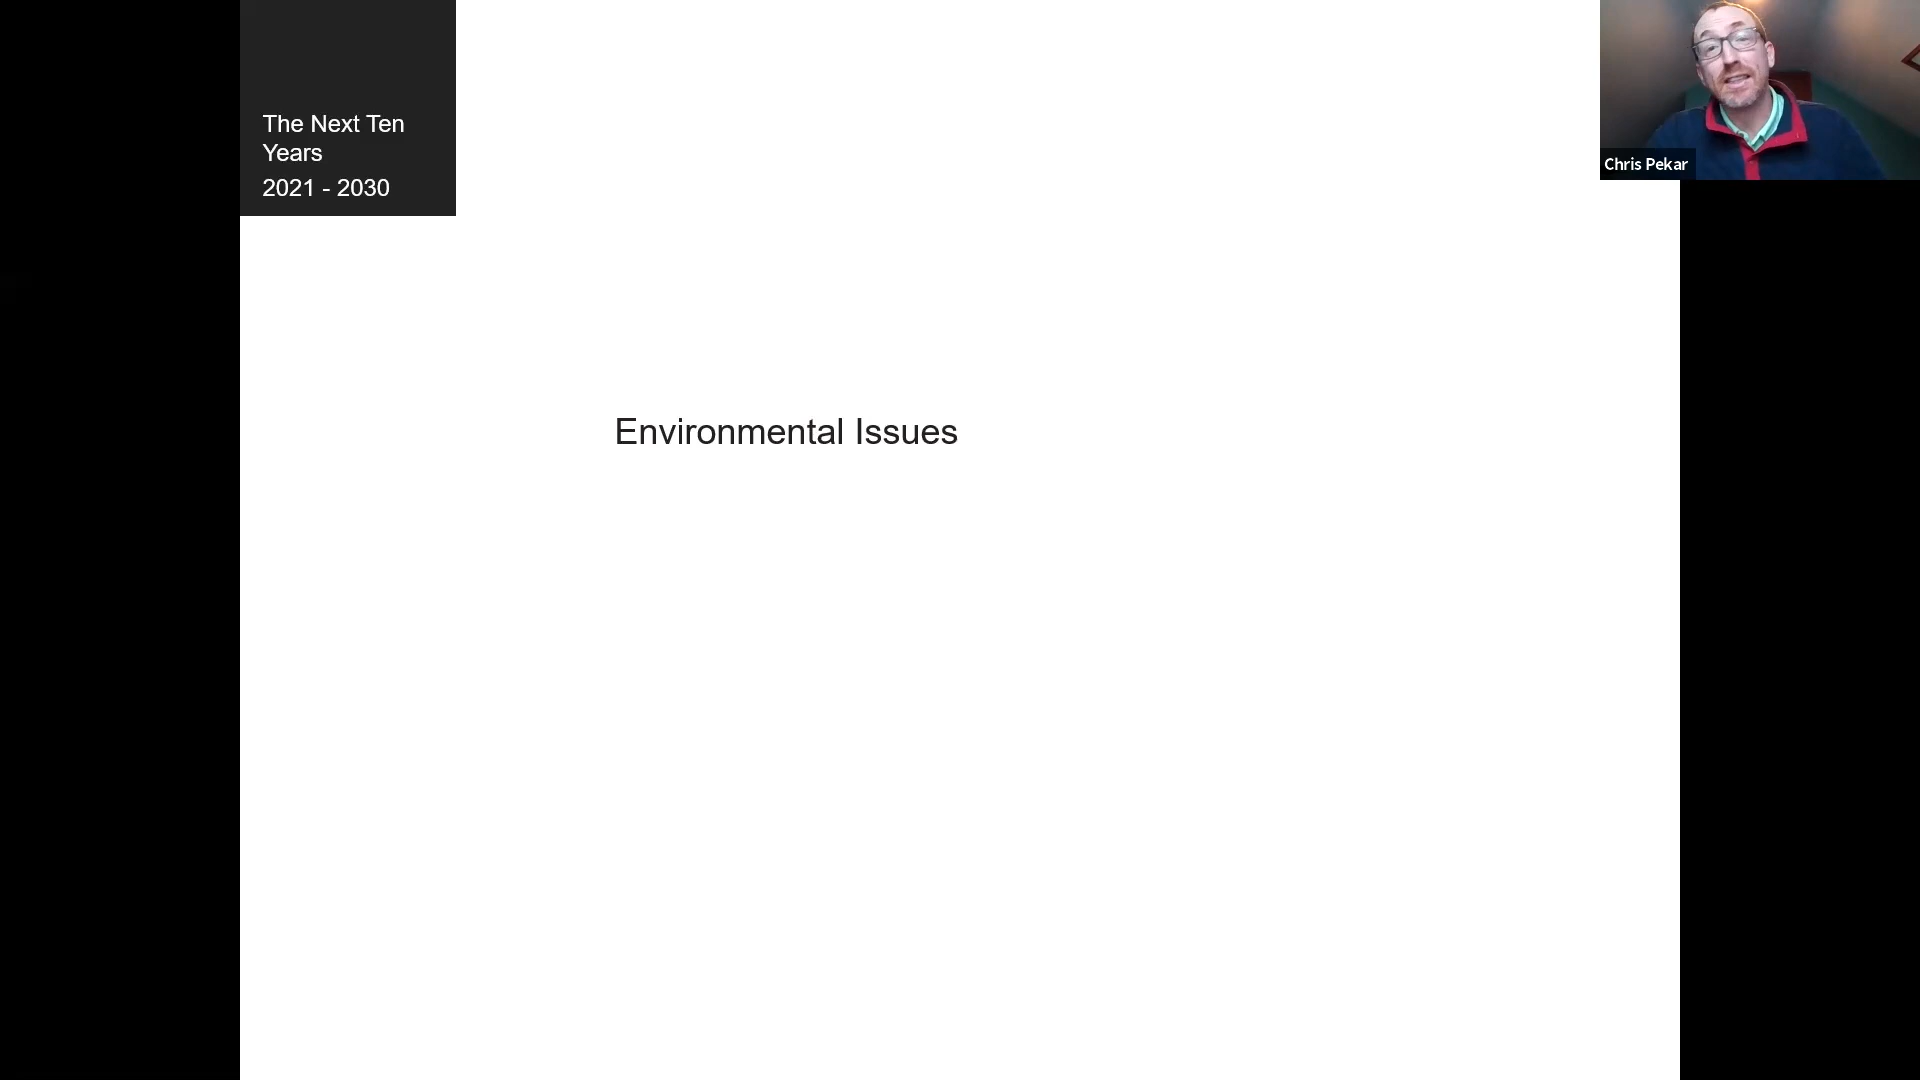 The Next Ten
Years
2021 - 2030
Chris Pekar
Environmental Issues